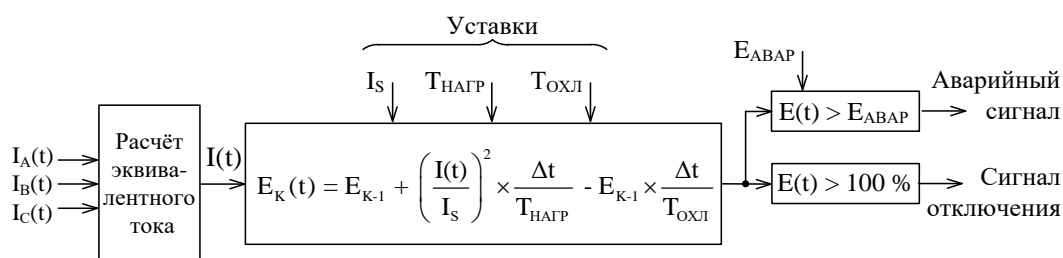 Уставки
I_S T_НАГР T_ОХЛ
E_АВАР
I_A(t)
I_B(t)
I_C(t)
Расчёт
эквива-
лентного
тока
I(t)
E_K(t) = E_K-1 + (I(t)/I_S)^2 × Δt/T_НАГР - E_K-1 × Δt/T_ОХЛ
E(t) > E_АВАР
Аварийный
сигнал
E(t) > 100 %
Сигнал
отключения